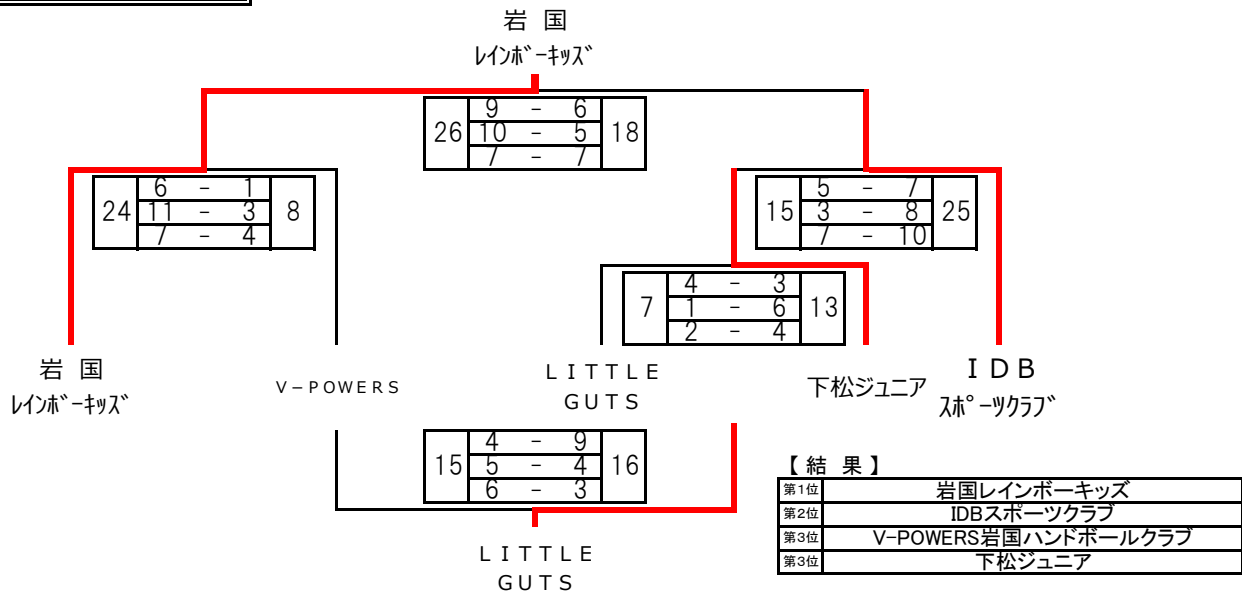 岩 国
ﾚｲﾝﾎﾞｰｷｯｽﾞ
26 9 - 6 18
10 - 5
7 - 7
24 6 - 1 8
11 - 3
7 - 4
15 5 - 7 25
3 - 8
7 - 10
7 4 - 3 13
1 - 6
2 - 4
岩 国
ﾚｲﾝﾎﾞｰｷｯｽﾞ
V-POWERS
ＬＩＴＴＬＥ
ＧＵＴＳ
下松ジュニア
ＩＤＢ
ｽﾎﾟｰﾂｸﾗﾌﾞ
15 4 - 9 16
5 - 4
6 - 3
ＬＩＴＴＬＥ
ＧＵＴＳ
【 結 果 】
第1位 岩国レインボーキッズ
第2位 IDBスポーツクラブ
第3位 V-POWERS岩国ハンドボールクラブ
第3位 下松ジュニア